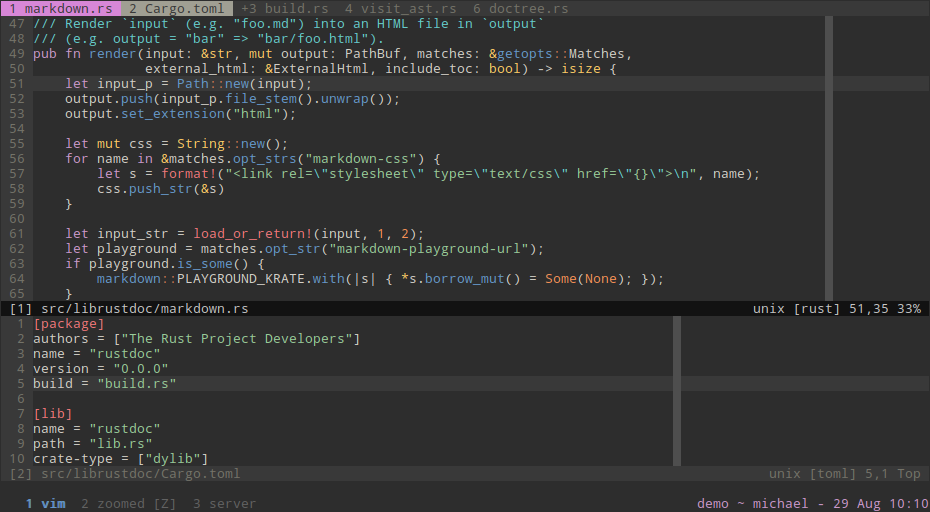 1 markdown.rs 2 Cargo.toml +3 build.rs 4 visit_ast.rs 6 doctree.rs
47 /// Render `input` (e.g. "foo.md") into an HTML file in `output`
48 /// (e.g. output = "bar" => "bar/foo.html").
49 pub fn render(input: &str, mut output: PathBuf, matches: &getopts::Matches,
50               external_html: &ExternalHtml, include_toc: bool) -> isize {
51     let input_p = Path::new(input);
52     output.push(input_p.file_stem().unwrap());
53     output.set_extension("html");
54
55     let mut css = String::new();
56     for name in &matches.opt_strs("markdown-css") {
57         let s = format!("<link rel=\"stylesheet\" type=\"text/css\" href=\"{}\">\n", name);
58         css.push_str(&s)
59     }
60
61     let input_str = load_or_return!(input, 1, 2);
62     let playground = matches.opt_str("markdown-playground-url");
63     if playground.is_some() {
64         markdown::PLAYGROUND_KRATE.with(|s| { *s.borrow_mut() = Some(None); });
65     }
[1] src/librustdoc/markdown.rs unix [rust] 51,35 33%
1 [package]
2 authors = ["The Rust Project Developers"]
3 name = "rustdoc"
4 version = "0.0.0"
5 build = "build.rs"
6
7 [lib]
8 name = "rustdoc"
9 path = "lib.rs"
10 crate-type = ["dylib"]
[2] src/librustdoc/Cargo.toml unix [toml] 5,1 Top
1 vim 2 zoomed [Z] 3 server demo ~ michael - 29 Aug 10:10